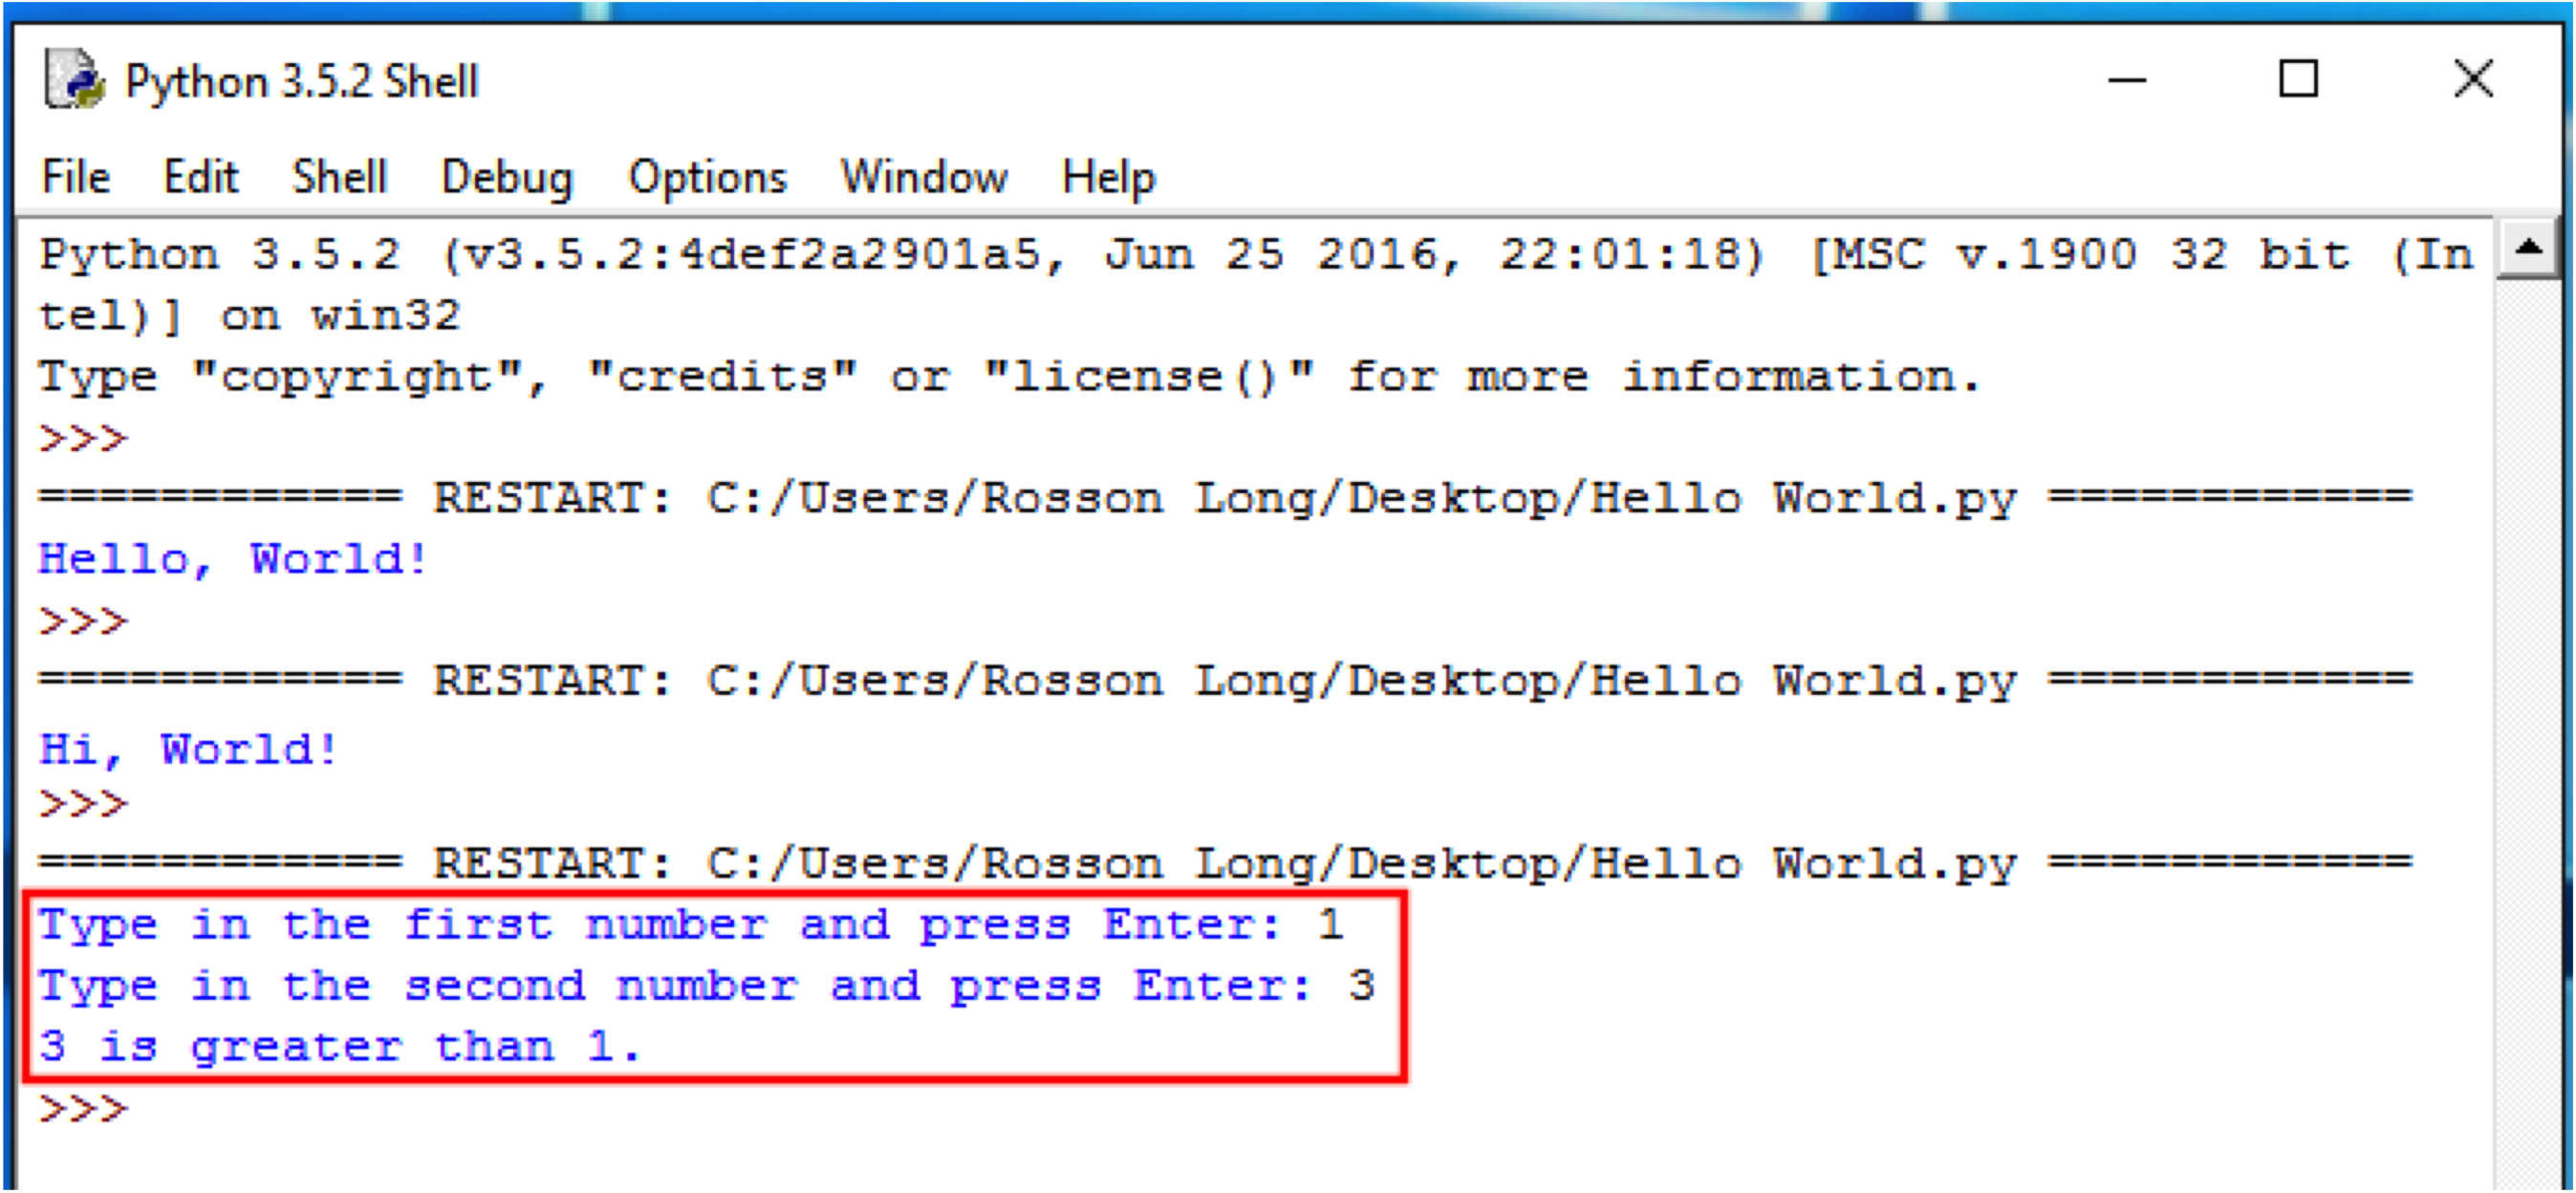 Python 3.5.2 Shell
File Edit Shell Debug Options Window Help
Python 3.5.2 (v3.5.2:4def2a2901a5, Jun 25 2016, 22:01:18) [MSC v.1900 32 bit (In
tel)] on win32
Type "copyright", "credits" or "license()" for more information.
>>>
============ RESTART: C:/Users/Rosson Long/Desktop/Hello World.py ============
Hello, World!
>>>
============ RESTART: C:/Users/Rosson Long/Desktop/Hello World.py ============
Hi, World!
>>>
============ RESTART: C:/Users/Rosson Long/Desktop/Hello World.py ============
Type in the first number and press Enter: 1
Type in the second number and press Enter: 3
3 is greater than 1.
>>>